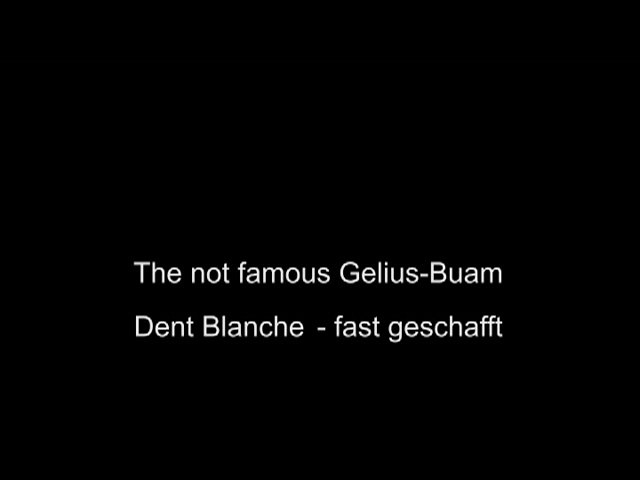 The not famous Gelius-Buam
Dent Blanche - fast geschafft